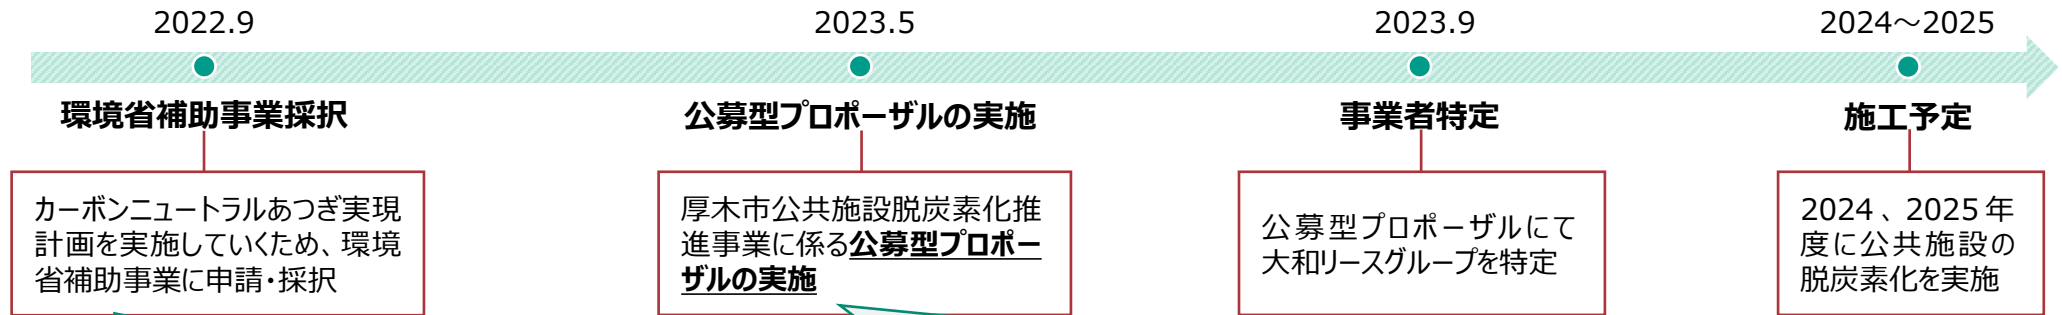 2022.9
2023.5
2023.9
2024～2025
環境省補助事業採択
公募型プロポーザルの実施
事業者特定
施工予定
カーボンニュートラルあつぎ実現
計画を実施していくため、環境
省補助事業に申請・採択
厚木市公共施設脱炭素化推
進事業に係る公募型プロポー
ザルの実施
公募型プロポーザルにて
大和リースグループを特定
2024、2025年
度に公共施設の
脱炭素化を実施